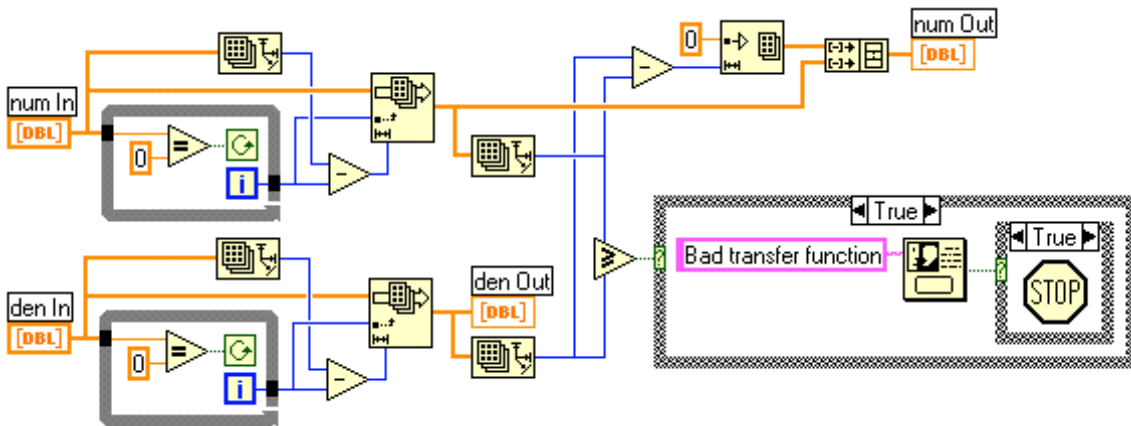 num Out
0
[DBL]
num In
[DBL]
0
=
i
-
-
True
True
Bad transfer function
STOP
≥
den Out
[DBL]
den In
[DBL]
0
=
i
-